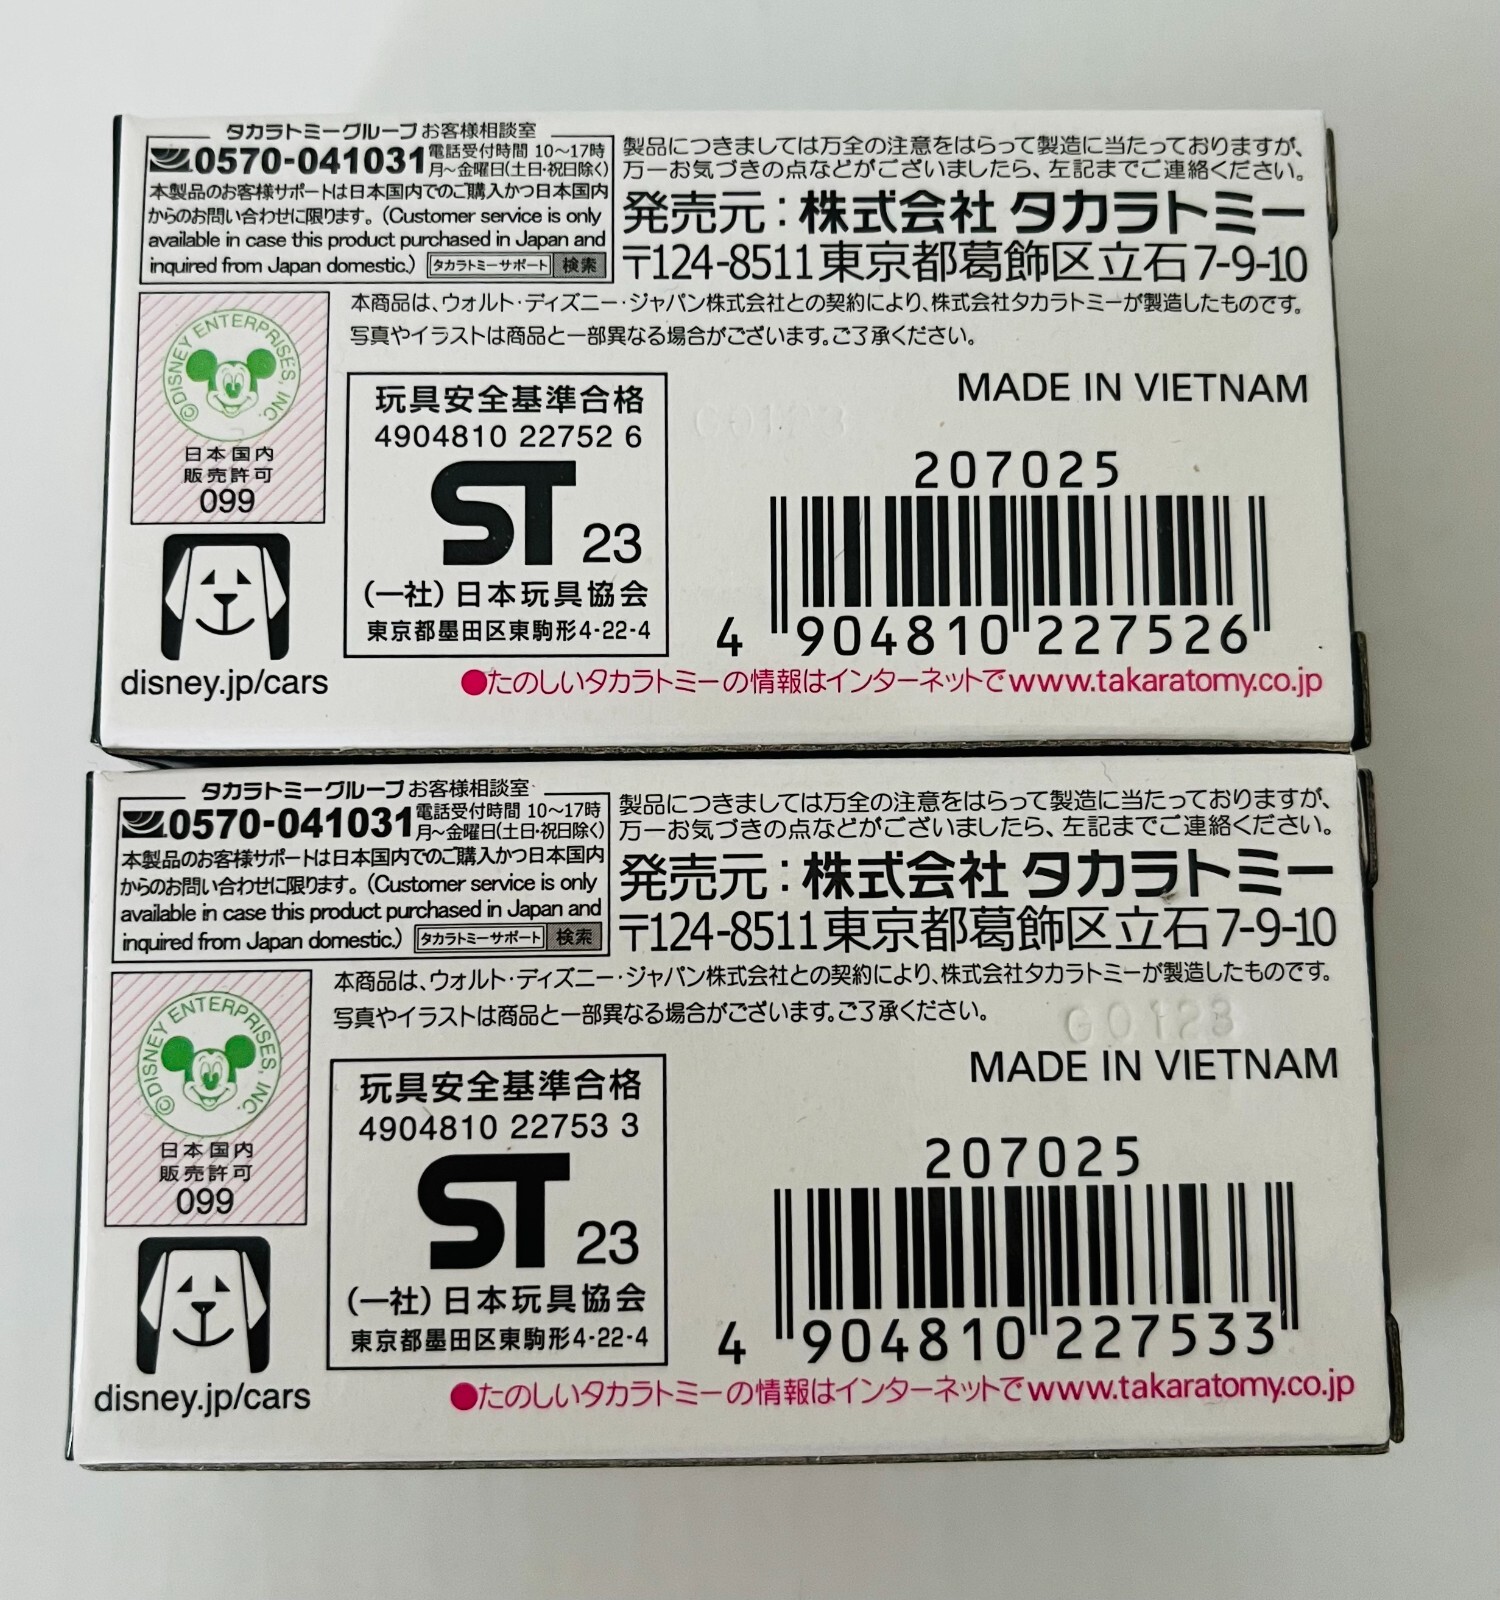 タカラトミーグループ お客様相談室
0570-041031 電話受付時間 10〜17時
月〜金曜日(土日・祝日除く)
本製品のお客様サポートは日本国内でのご購入かつ日本国内
からのお問い合わせに限ります。(Customer service is only
available in case this product purchased in Japan and
inquired from Japan domestic.) タカラトミーサポート 検索
製品につきましては万全の注意をはらって製造に当たっておりますが、
万一お気づきの点などがございましたら、左記までご連絡ください。
発売元：株式会社 タカラトミー
〒124-8511 東京都葛飾区立石7-9-10
本商品は、ウォルト・ディズニー・ジャパン株式会社との契約により、株式会社タカラトミーが製造したものです。
写真やイラストは商品と一部異なる場合がございます。ご了承ください。
©DISNEY ENTERPRISES, INC.
日本国内
販売許可
099
disney.jp/cars
玩具安全基準合格
4904810 22752 6
ST 23
(一社)日本玩具協会
東京都墨田区東駒形4-22-4
G0123
MADE IN VIETNAM
207025
4 904810 227526
●たのしいタカラトミーの情報はインターネットで www.takaratomy.co.jp
タカラトミーグループ お客様相談室
0570-041031 電話受付時間 10〜17時
月〜金曜日(土日・祝日除く)
本製品のお客様サポートは日本国内でのご購入かつ日本国内
からのお問い合わせに限ります。(Customer service is only
available in case this product purchased in Japan and
inquired from Japan domestic.) タカラトミーサポート 検索
製品につきましては万全の注意をはらって製造に当たっておりますが、
万一お気づきの点などがございましたら、左記までご連絡ください。
発売元：株式会社 タカラトミー
〒124-8511 東京都葛飾区立石7-9-10
本商品は、ウォルト・ディズニー・ジャパン株式会社との契約により、株式会社タカラトミーが製造したものです。
写真やイラストは商品と一部異なる場合がございます。ご了承ください。
©DISNEY ENTERPRISES, INC.
日本国内
販売許可
099
disney.jp/cars
玩具安全基準合格
4904810 22753 3
ST 23
(一社)日本玩具協会
東京都墨田区東駒形4-22-4
G0123
MADE IN VIETNAM
207025
4 904810 227533
●たのしいタカラトミーの情報はインターネットで www.takaratomy.co.jp